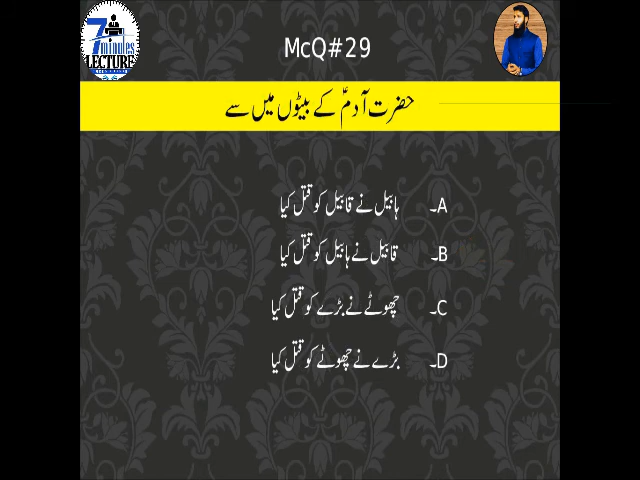 7
minutes
LECTURE
McQ#29
حضرت آدمؑ کے بیٹوں میں سے
A۔ ہابیل نے قابیل کو قتل کیا
B۔ قابیل نے ہابیل کو قتل کیا
C۔ چھوٹے نے بڑے کو قتل کیا
D۔ بڑے نے چھوٹے کو قتل کیا